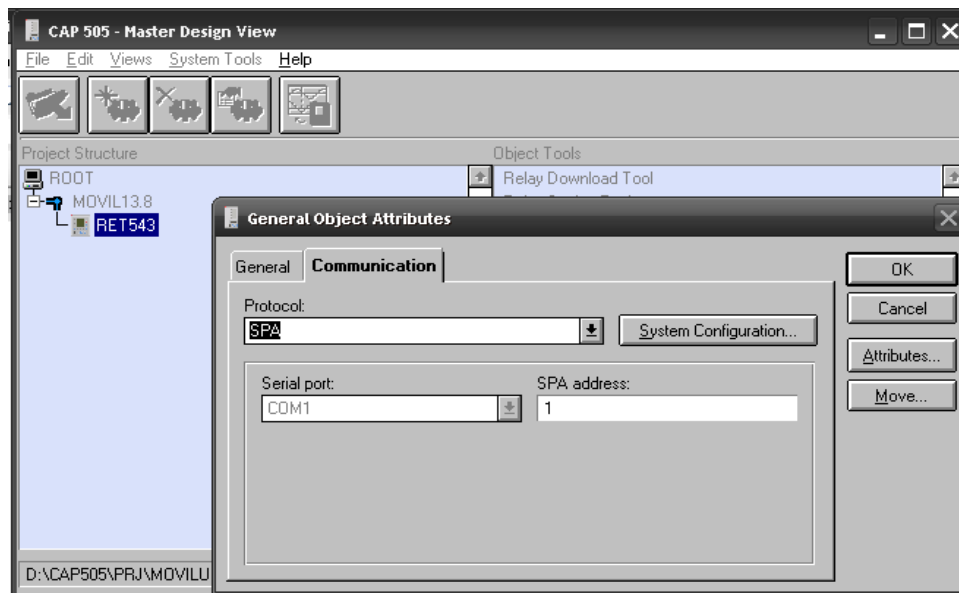 CAP 505 - Master Design View
File Edit Views System Tools Help
Project Structure
Object Tools
ROOT
Relay Download Tool
MOVIL13.8
RET543
General Object Attributes
General
Communication
OK
Protocol:
Cancel
SPA
System Configuration...
Attributes...
Serial port:
SPA address:
Move...
COM1
1
D:\CAP505\PRJ\MOVILU